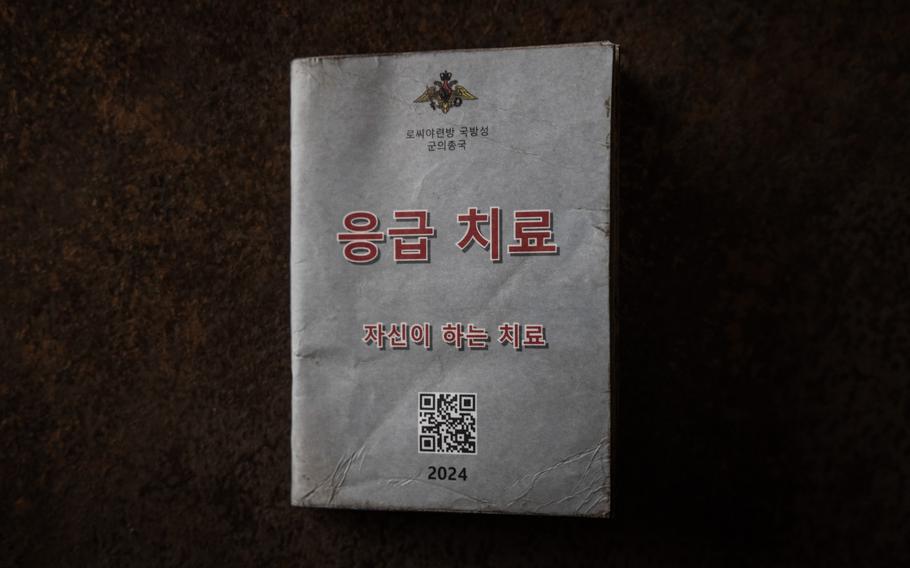 로씨야련방 국방성
군의종국
응급 치료
자신이 하는 치료
2024